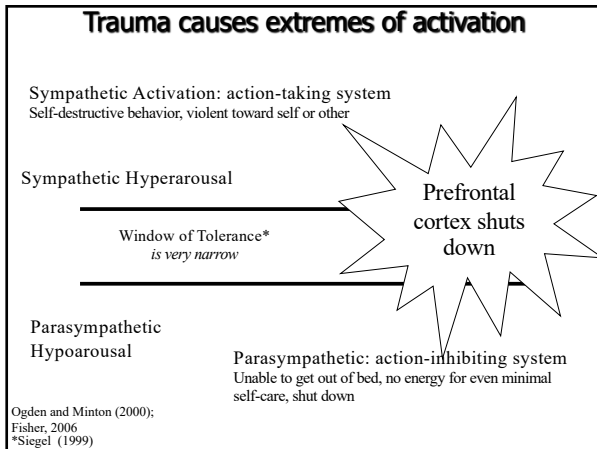 Trauma causes extremes of activation
Sympathetic Activation: action-taking system
Self-destructive behavior, violent toward self or other
Sympathetic Hyperarousal
Prefrontal
cortex shuts
down
Window of Tolerance*
is very narrow
Parasympathetic
Hypoarousal
Parasympathetic: action-inhibiting system
Unable to get out of bed, no energy for even minimal
self-care, shut down
Ogden and Minton (2000);
Fisher, 2006
*Siegel (1999)